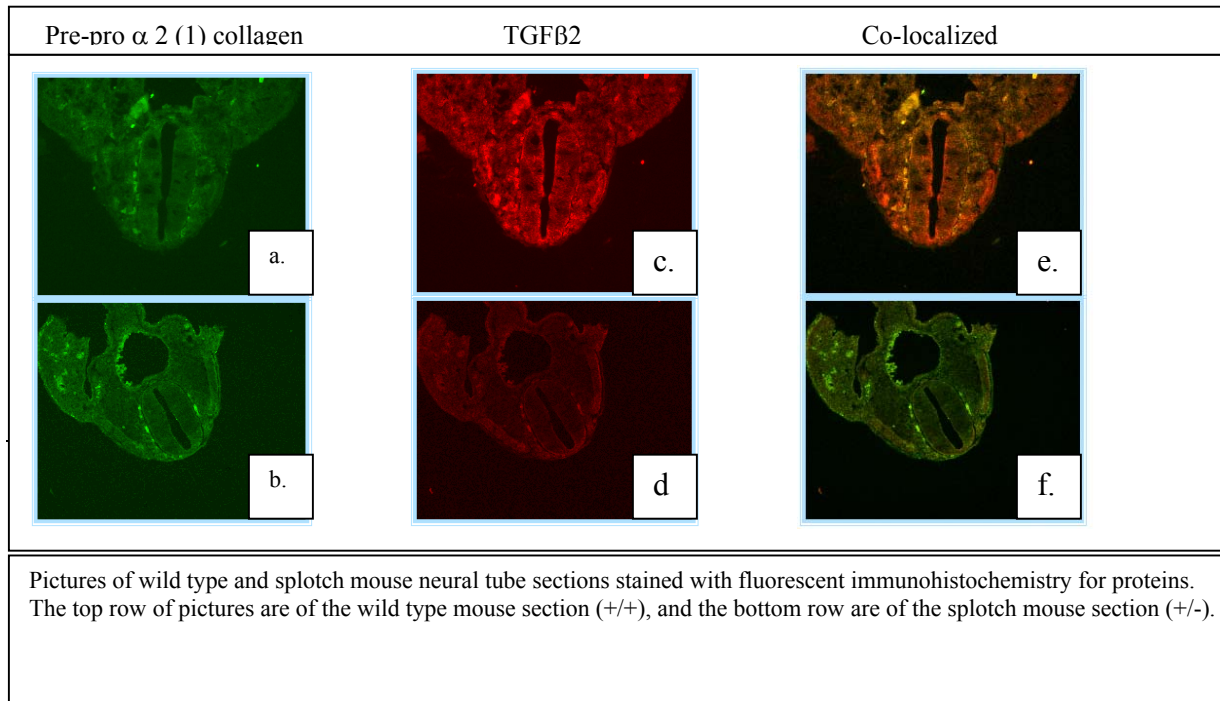 Pre-pro α 2 (1) collagen TGFβ2 Co-localized
a. c. e.
b. d f.
Pictures of wild type and splotch mouse neural tube sections stained with fluorescent immunohistochemistry for proteins.
The top row of pictures are of the wild type mouse section (+/+), and the bottom row are of the splotch mouse section (+/-).